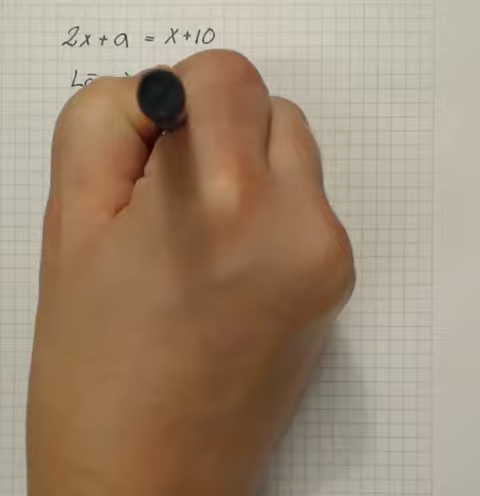 2x + a = x + 10